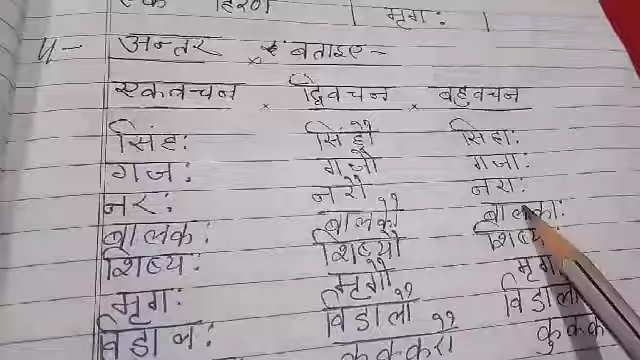 एक हिरण | मृग: |
4- अन्तर बताइए -
एकवचन × द्विवचन × बहुवचन
सिंह: सिंहौ सिंहा:
गज: गजौ गजा:
नर: नरौ नरा:
बालक: बालकौ बालका:
शिष्य: शिष्यौ शिष्य
मृग: मृगौ मृगा
विडाल: विडालौ विडाला